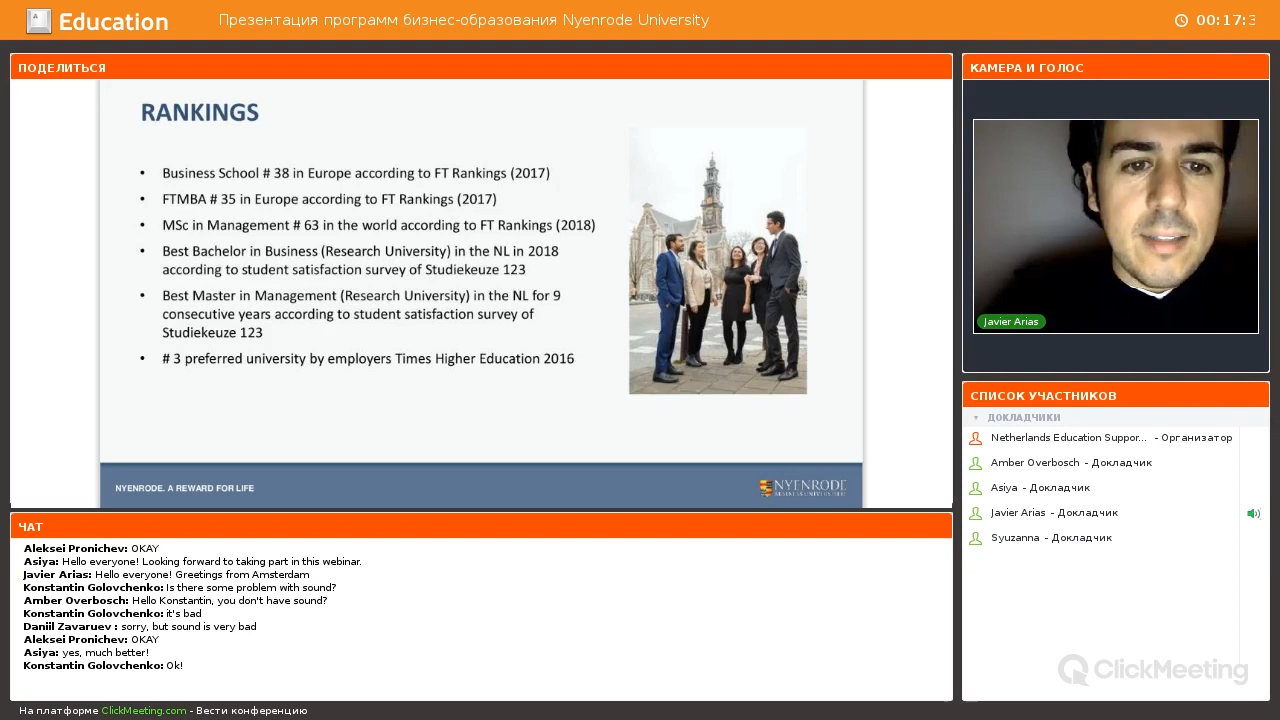 A
Education
Презентация программ бизнес-образования Nyenrode University
00:17:3
ПОДЕЛИТЬСЯ
RANKINGS
• Business School # 38 in Europe according to FT Rankings (2017)
• FTMBA # 35 in Europe according to FT Rankings (2017)
• MSc in Management # 63 in the world according to FT Rankings (2018)
• Best Bachelor in Business (Research University) in the NL in 2018
according to student satisfaction survey of Studiekeuze 123
• Best Master in Management (Research University) in the NL for 9
consecutive years according to student satisfaction survey of
Studiekeuze 123
• # 3 preferred university by employers Times Higher Education 2016
NYENRODE. A REWARD FOR LIFE
NYENRODE
КАМЕРА И ГОЛОС
Javier Arias
СПИСОК УЧАСТНИКОВ
ДОКЛАДЧИКИ
Netherlands Education Suppor... - Организатор
Amber Overbosch - Докладчик
Asiya - Докладчик
Javier Arias - Докладчик
Syuzanna - Докладчик
ClickMeeting
ЧАТ
Aleksei Pronichev: OKAY
Asiya: Hello everyone! Looking forward to taking part in this webinar.
Javier Arias: Hello everyone! Greetings from Amsterdam
Konstantin Golovchenko: Is there some problem with sound?
Amber Overbosch: Hello Konstantin, you don't have sound?
Konstantin Golovchenko: it's bad
Daniil Zavaruev : sorry, but sound is very bad
Aleksei Pronichev: OKAY
Asiya: yes, much better!
Konstantin Golovchenko: Ok!
На платформе ClickMeeting.com - Вести конференцию